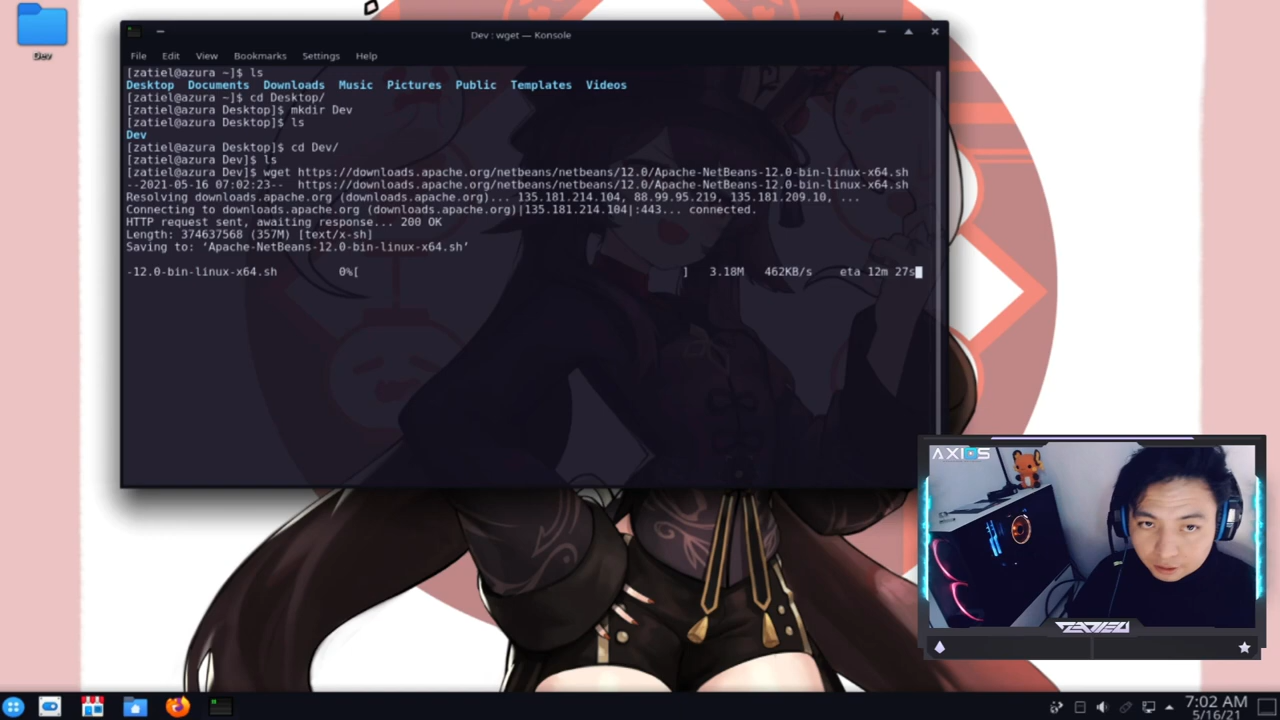 Dev
Dev : wget — Konsole
File Edit View Bookmarks Settings Help
[zatiel@azura ~]$ ls
Desktop Documents Downloads Music Pictures Public Templates Videos
[zatiel@azura ~]$ cd Desktop/
[zatiel@azura Desktop]$ mkdir Dev
[zatiel@azura Desktop]$ ls
Dev
[zatiel@azura Desktop]$ cd Dev/
[zatiel@azura Dev]$ ls
[zatiel@azura Dev]$ wget https://downloads.apache.org/netbeans/netbeans/12.0/Apache-NetBeans-12.0-bin-linux-x64.sh
--2021-05-16 07:02:23-- https://downloads.apache.org/netbeans/netbeans/12.0/Apache-NetBeans-12.0-bin-linux-x64.sh
Resolving downloads.apache.org (downloads.apache.org)... 135.181.214.104, 88.99.95.219, 135.181.209.10, ...
Connecting to downloads.apache.org (downloads.apache.org)|135.181.214.104|:443... connected.
HTTP request sent, awaiting response... 200 OK
Length: 374637568 (357M) [text/x-sh]
Saving to: ‘Apache-NetBeans-12.0-bin-linux-x64.sh’
-12.0-bin-linux-x64.sh 0%[ ] 3.18M 462KB/s eta 12m 27s
AXIOS
7:02 AM
5/16/21